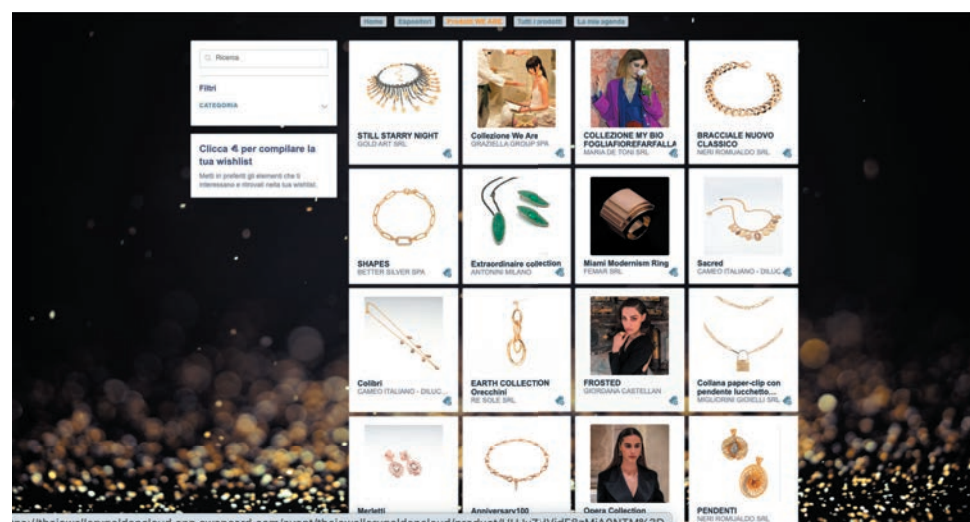 Home Espositori Prodotti WE ARE Tutti i prodotti La mia agenda
Ricerca
Filtri
CATEGORIA
Clicca per compilare la
tua wishlist
Metti in preferiti gli elementi che ti
interessano e ritrovali nella tua wishlist.
STILL STARRY NIGHT
GOLD ART SRL
Collezione We Are
GRAZIELLA GROUP SPA
COLLEZIONE MY BIO
FOGLIAFIOREFARFALLA
MARIA DE TONI SRL
BRACCIALE NUOVO
CLASSICO
NERI ROMUALDO SRL
SHAPES
BETTER SILVER SPA
Extraordinaire collection
ANTONINI MILANO
Miami Modernism Ring
FEMAR SRL
Sacred
CAMEO ITALIANO - DILUC
Colibrì
CAMEO ITALIANO - DILUC...
EARTH COLLECTION
Orecchini
RE SOLE SRL
FROSTED
GIORDANA CASTELLAN
Collana paper-clip con
pendente lucchetto...
MIGLIORINI GIOIELLI SRL
Merletti
Anniversary100
Opera Collection
PENDENTI
NERI ROMUALDO SRL